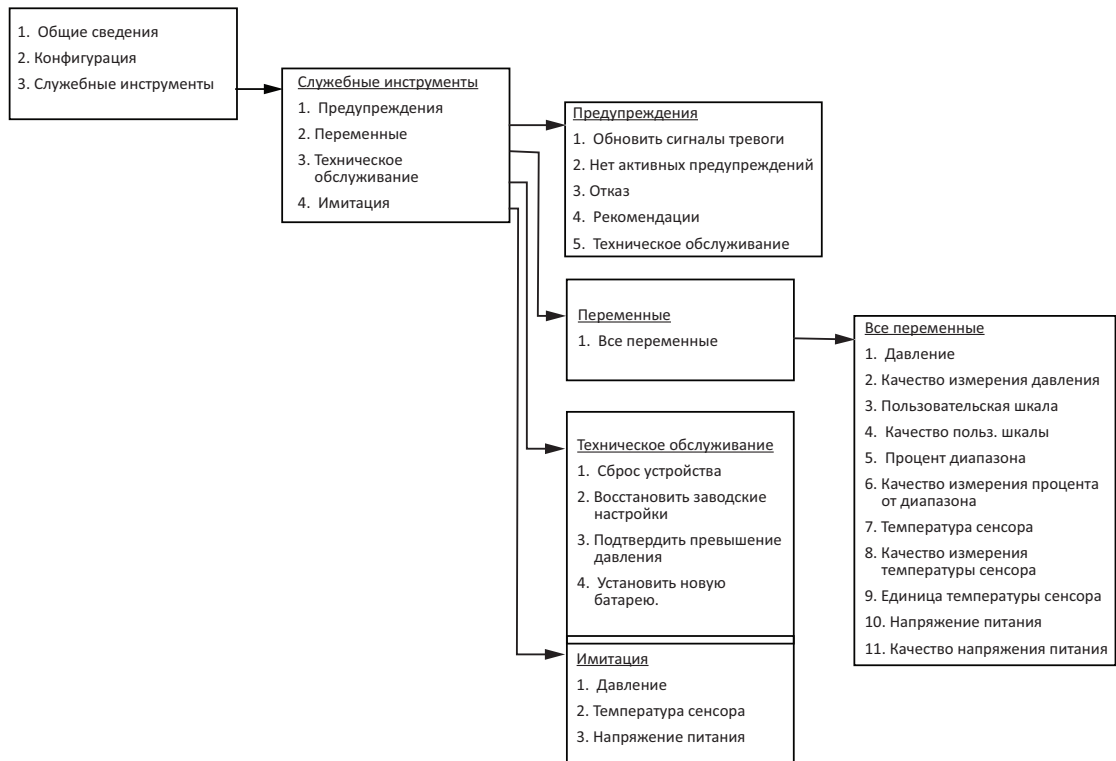 1. Общие сведения
2. Конфигурация
3. Служебные инструменты
Служебные инструменты
1. Предупреждения
2. Переменные
3. Техническое
обслуживание
4. Имитация
Предупреждения
1. Обновить сигналы тревоги
2. Нет активных предупреждений
3. Отказ
4. Рекомендации
5. Техническое обслуживание
Переменные
1. Все переменные
Все переменные
1. Давление
2. Качество измерения давления
3. Пользовательская шкала
4. Качество польз. шкалы
5. Процент диапазона
6. Качество измерения процента
от диапазона
7. Температура сенсора
8. Качество измерения
температуры сенсора
9. Единица температуры сенсора
10. Напряжение питания
11. Качество напряжения питания
Техническое обслуживание
1. Сброс устройства
2. Восстановить заводские
настройки
3. Подтвердить превышение
давления
4. Установить новую
батарею.
Имитация
1. Давление
2. Температура сенсора
3. Напряжение питания